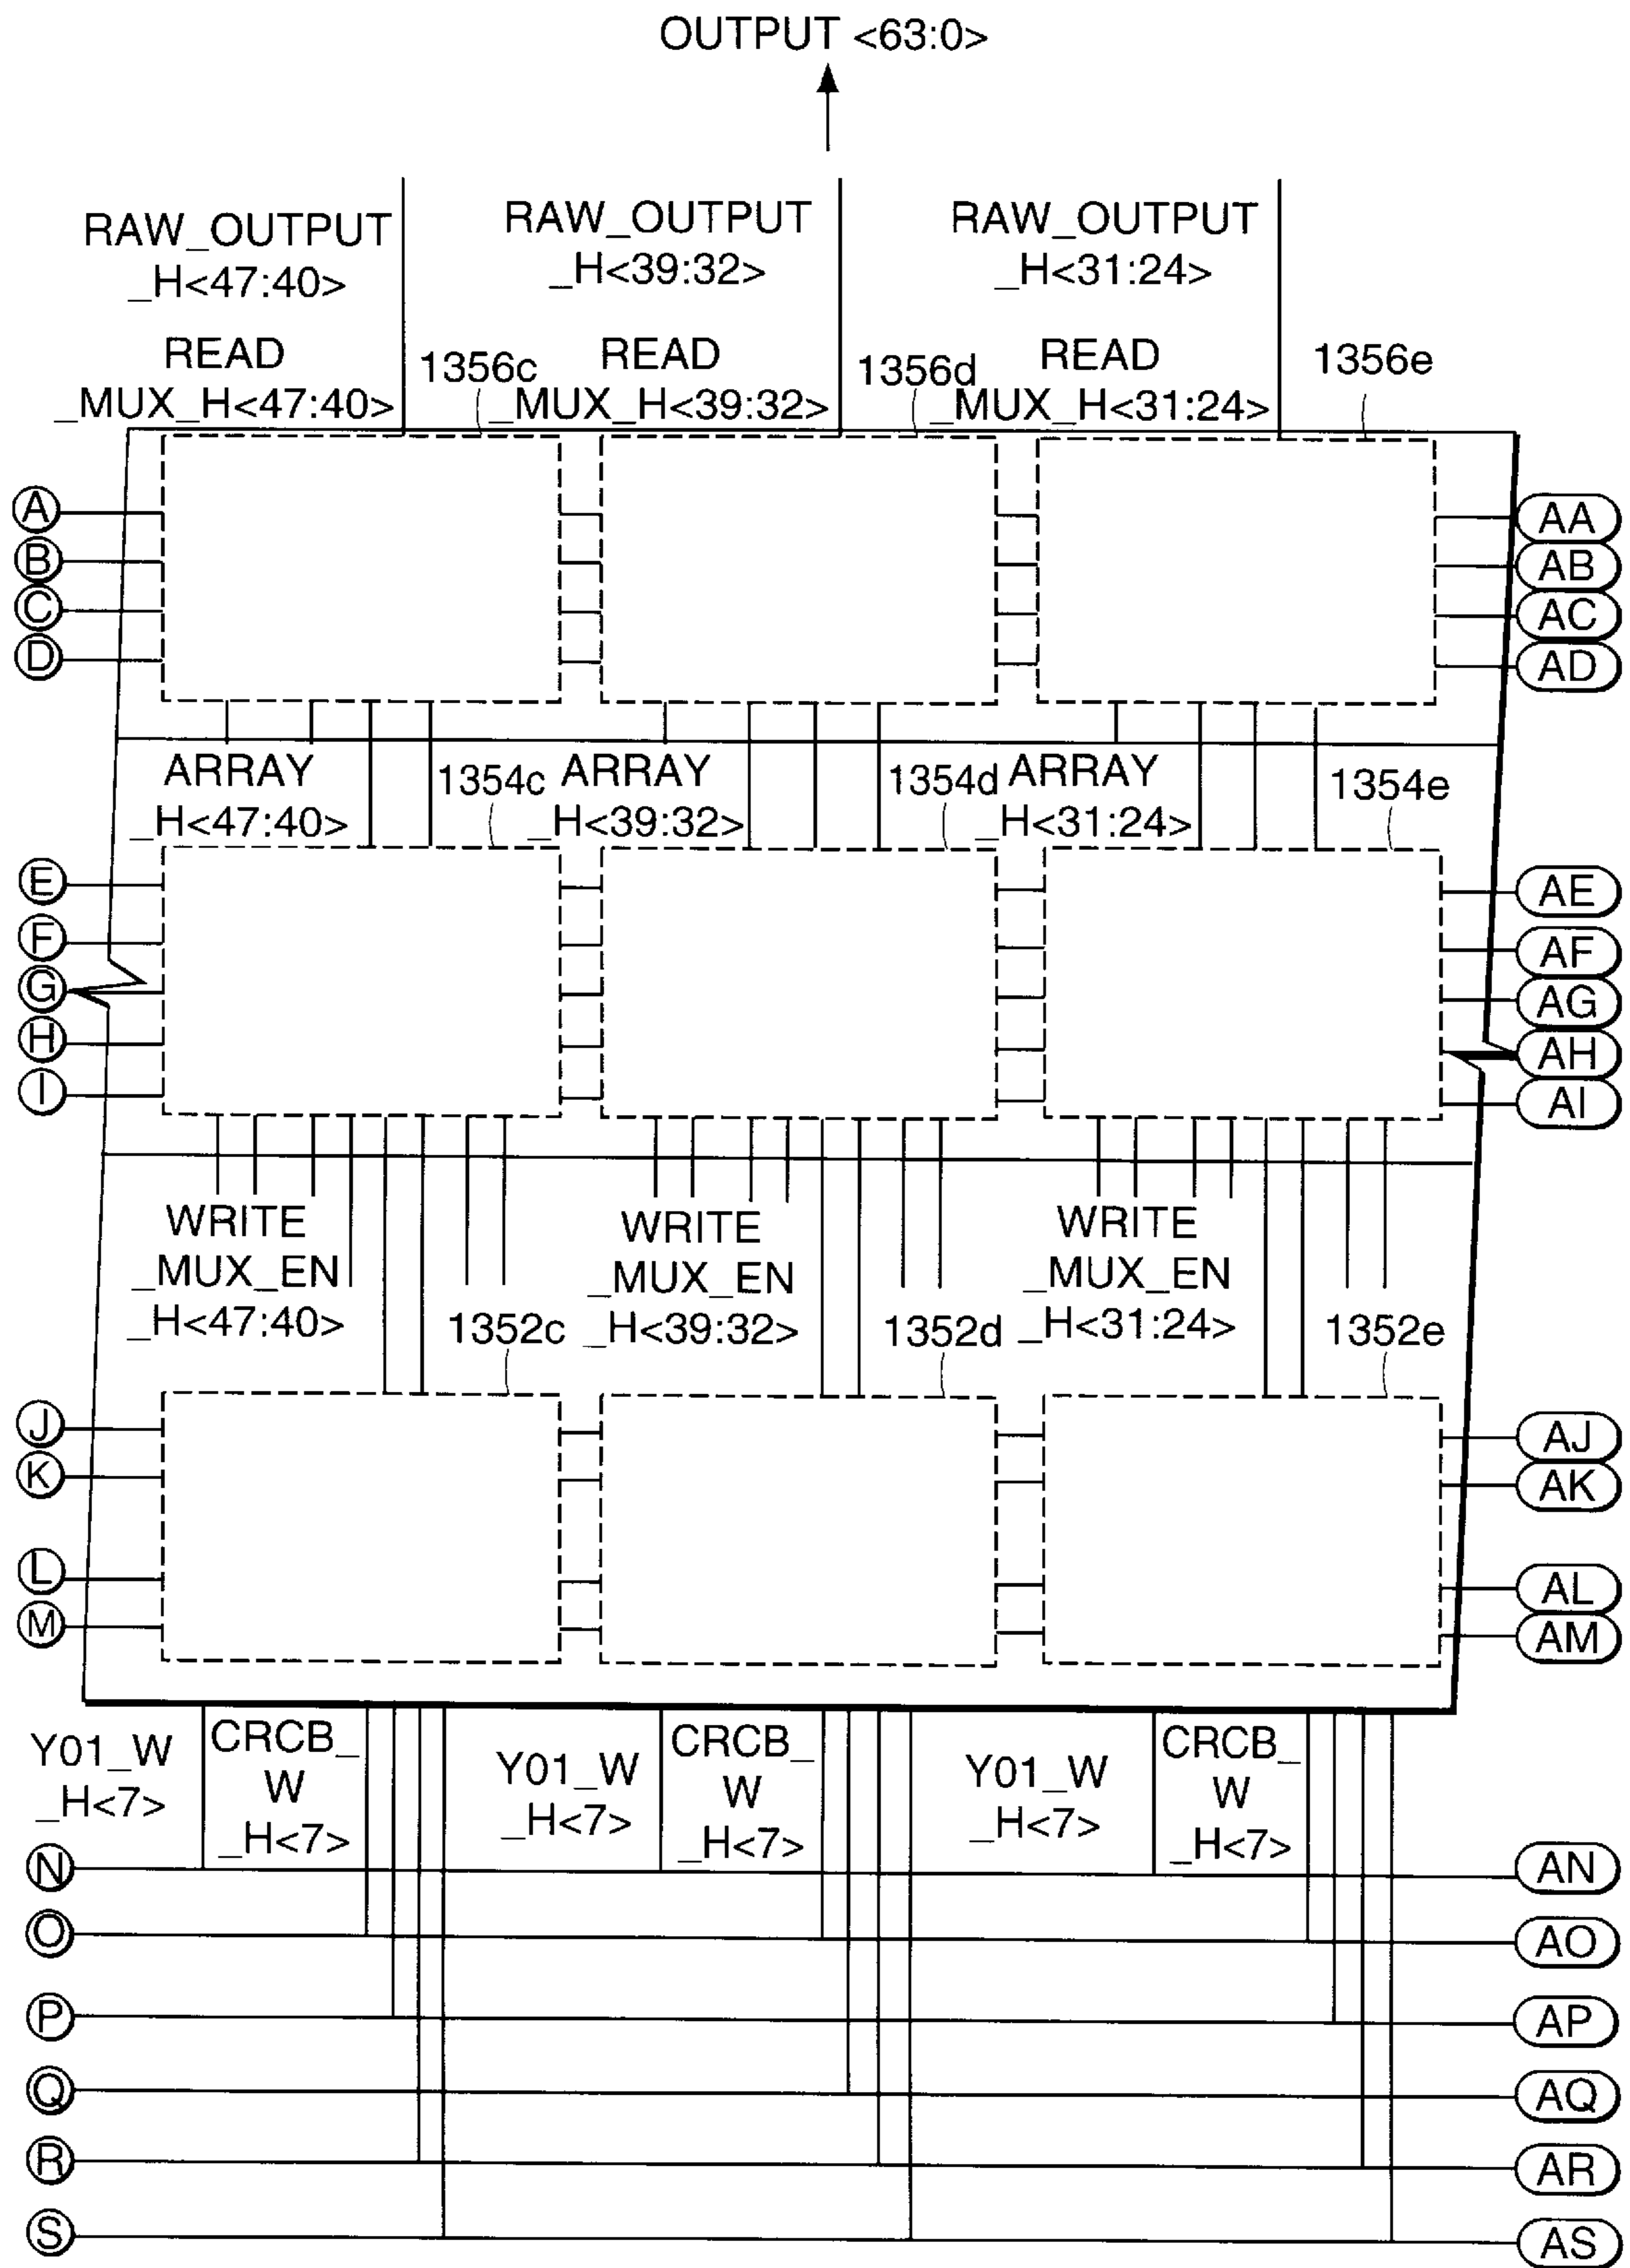 OUTPUT <63:0>
RAW_OUTPUT
_H<47:40>
RAW_OUTPUT
_H<39:32>
RAW_OUTPUT
_H<31:24>
READ
_MUX_H<47:40>
1356c
READ
_MUX_H<39:32>
1356d
READ
_MUX_H<31:24>
1356e
A
B
C
D
AA
AB
AC
AD
ARRAY
_H<47:40>
1354c
ARRAY
_H<39:32>
1354d
ARRAY
_H<31:24>
1354e
E
F
G
H
I
AE
AF
AG
AH
AI
WRITE
_MUX_EN
_H<47:40>
1352c
WRITE
_MUX_EN
_H<39:32>
1352d
WRITE
_MUX_EN
_H<31:24>
1352e
J
K
L
M
AJ
AK
AL
AM
Y01_W
_H<7>
CRCB_
W
_H<7>
Y01_W
_H<7>
CRCB_
W
_H<7>
Y01_W
_H<7>
CRCB_
W
_H<7>
N
O
P
Q
R
S
AN
AO
AP
AQ
AR
AS